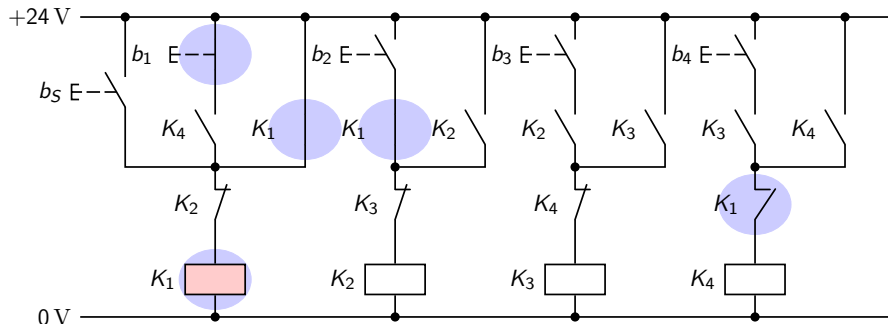 +24 V
b1 b2 b3 b4
bS
K4 K1 K1 K2 K2 K3 K3 K4
K2 K3 K4 K1
K1 K2 K3 K4
0 V